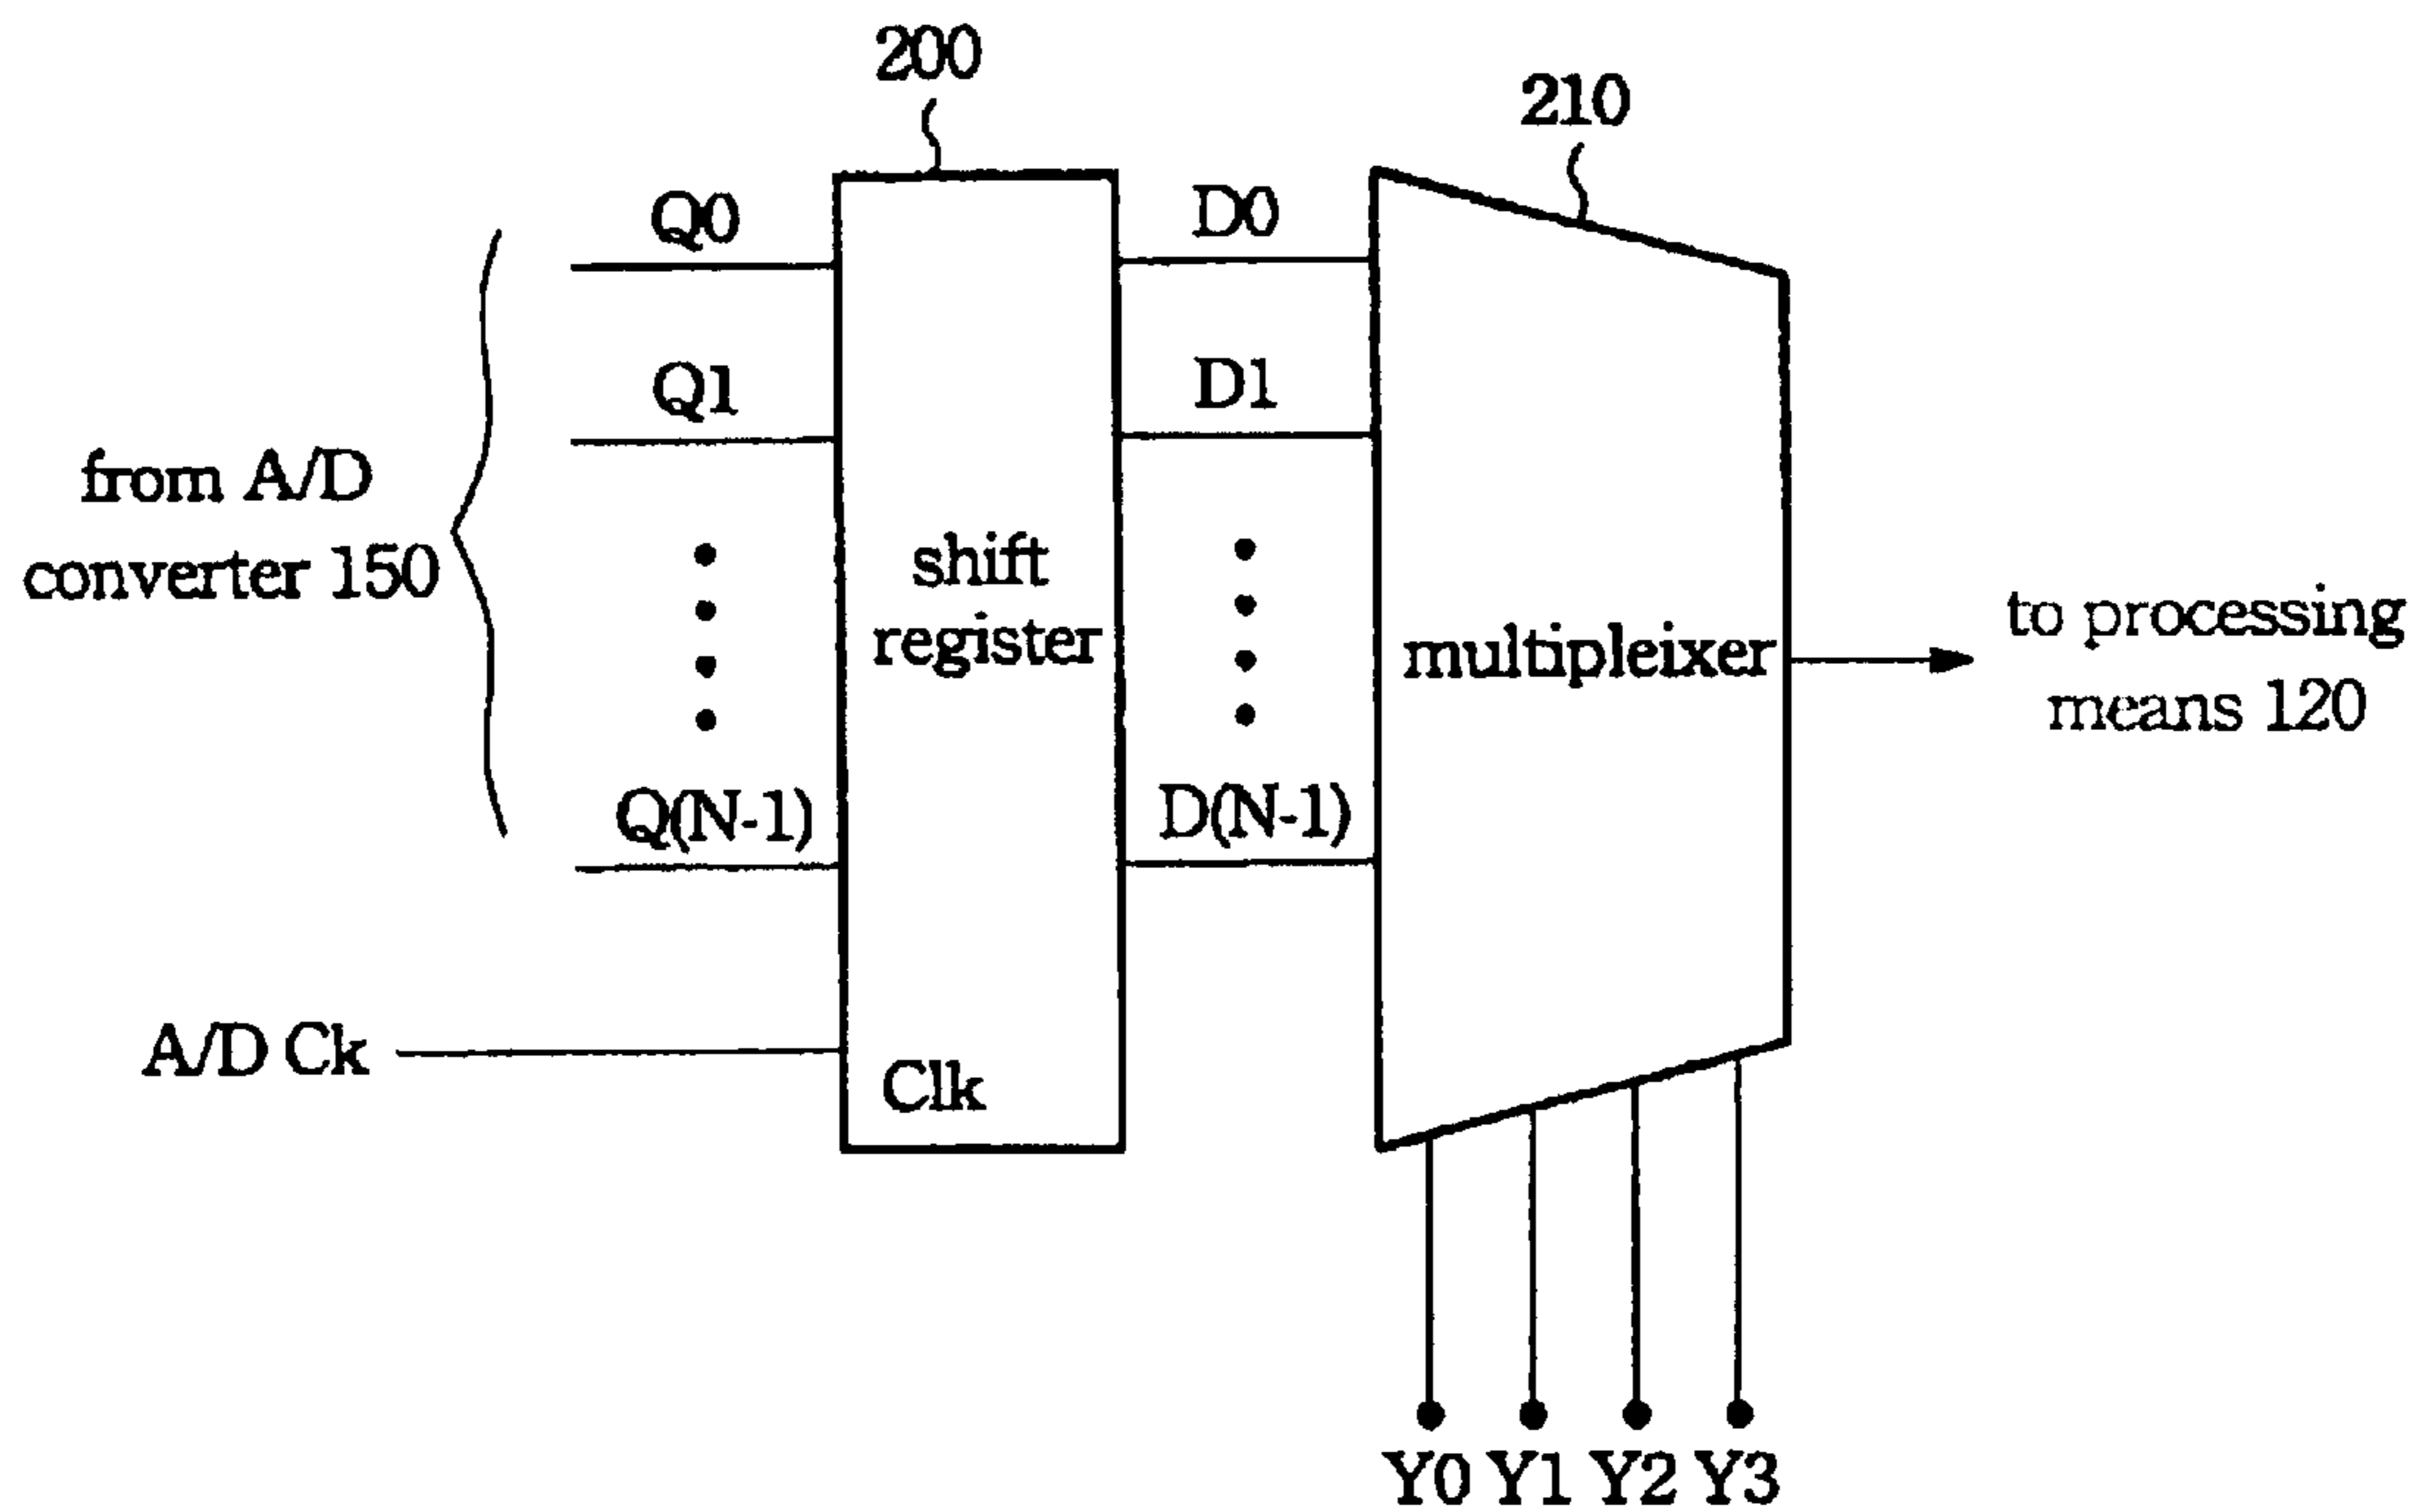 200
210
Q0
D0
Q1
D1
from A/D
converter 150
shift
register
multipleixer
to processing
means 120
Q(N-1)
D(N-1)
A/D Ck
Clk
Y0 Y1 Y2 Y3